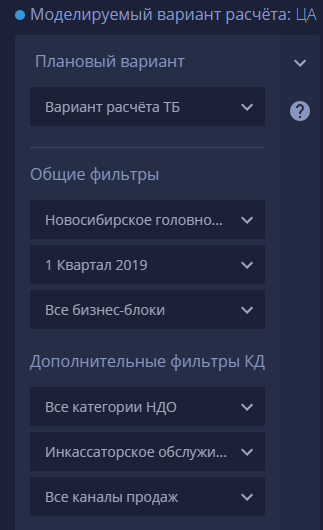 Моделируемый вариант расчёта: ЦА
Плановый вариант
Вариант расчёта ТБ
?
Общие фильтры
Новосибирское головно...
1 Квартал 2019
Все бизнес-блоки
Дополнительные фильтры КД
Все категории НДО
Инкассаторское обслужи...
Все каналы продаж